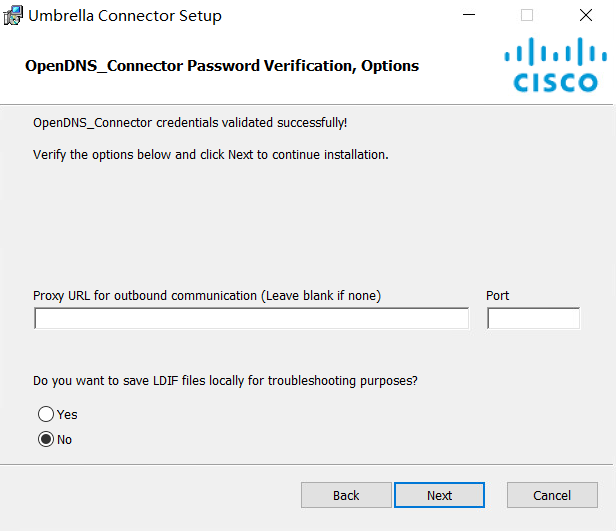 Umbrella Connector Setup
OpenDNS_Connector Password Verification, Options
CISCO
OpenDNS_Connector credentials validated successfully!
Verify the options below and click Next to continue installation.
Proxy URL for outbound communication (Leave blank if none)
Port
Do you want to save LDIF files locally for troubleshooting purposes?
Yes
No
Back
Next
Cancel